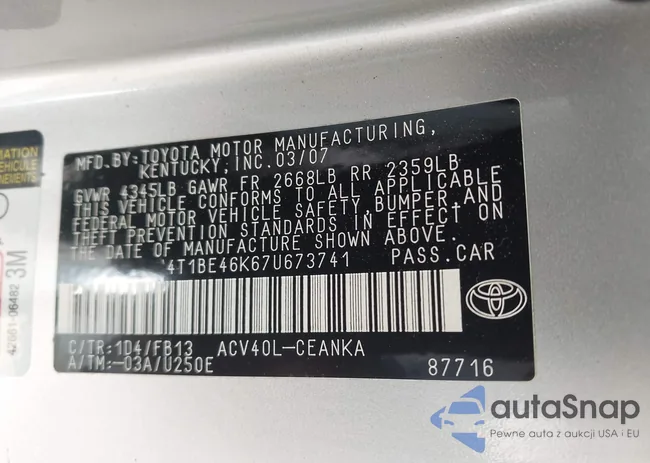 MFD. BY: TOYOTA MOTOR MANUFACTURING,
KENTUCKY, INC. 03/07
GVWR 4345LB GAWR FR 2668LB RR 2359LB
THIS VEHICLE CONFORMS TO ALL APPLICABLE
FEDERAL MOTOR VEHICLE SAFETY, BUMPER, AND
THEFT PREVENTION STANDARDS IN EFFECT ON
THE DATE OF MANUFACTURE SHOWN ABOVE.
4T1BE46K67U673741 PASS. CAR
C/TR: 1D4/FB13 ACV40L-CEANKA
A/TM: -03A/U250E 87716
42661-06482 3M
autaSnap
Pewne auta z aukcji USA i EU